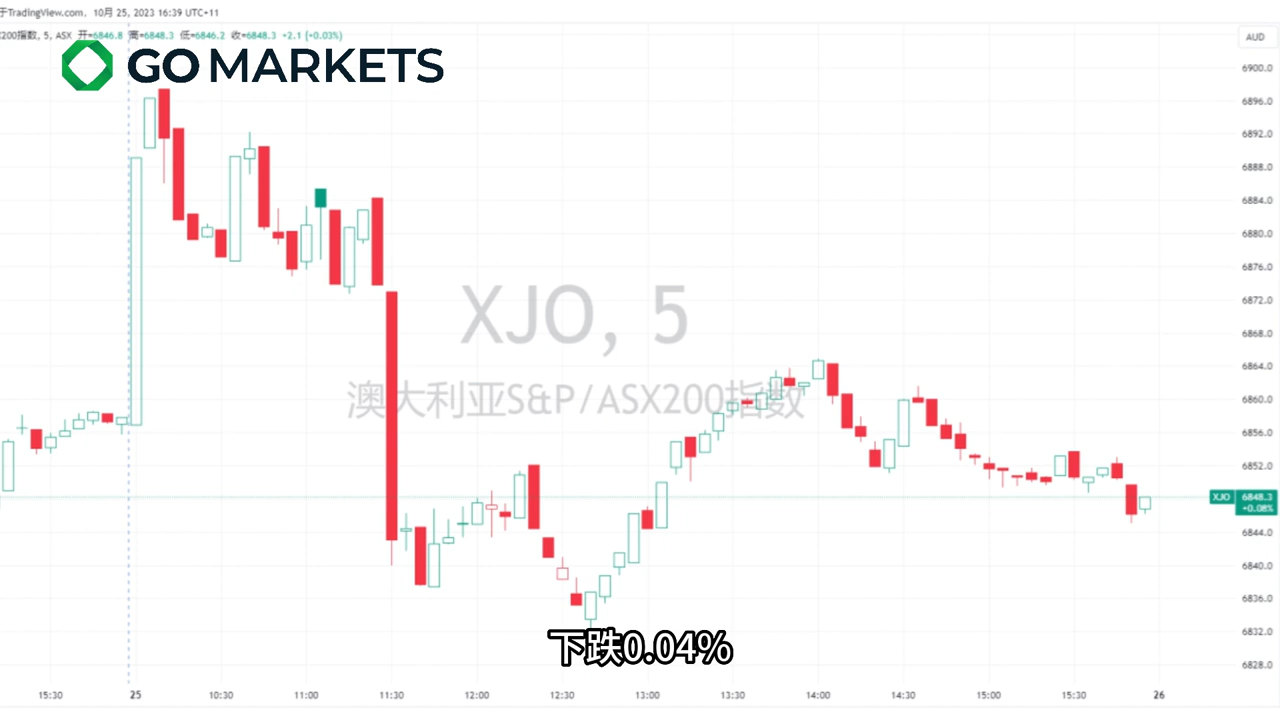 于TradingView.com, 10月 25, 2023 16:39 UTC+11
200指数, 5, ASX 开=6846.8 高=6848.3 低=6846.2 收=6848.3 +2.1 (+0.03%)
AUD
GO MARKETS
6900.0
6896.0
6892.0
6888.0
6884.0
6880.0
6876.0
6872.0
6868.0
6864.0
6860.0
6856.0
6852.0
XJO 6848.3
+0.08%
6844.0
6840.0
6836.0
6832.0
6828.0
XJO, 5
澳大利亚S&P/ASX200指数
下跌0.04%
15:30 25 10:30 11:00 11:30 12:00 12:30 13:00 13:30 14:00 14:30 15:00 15:30 26